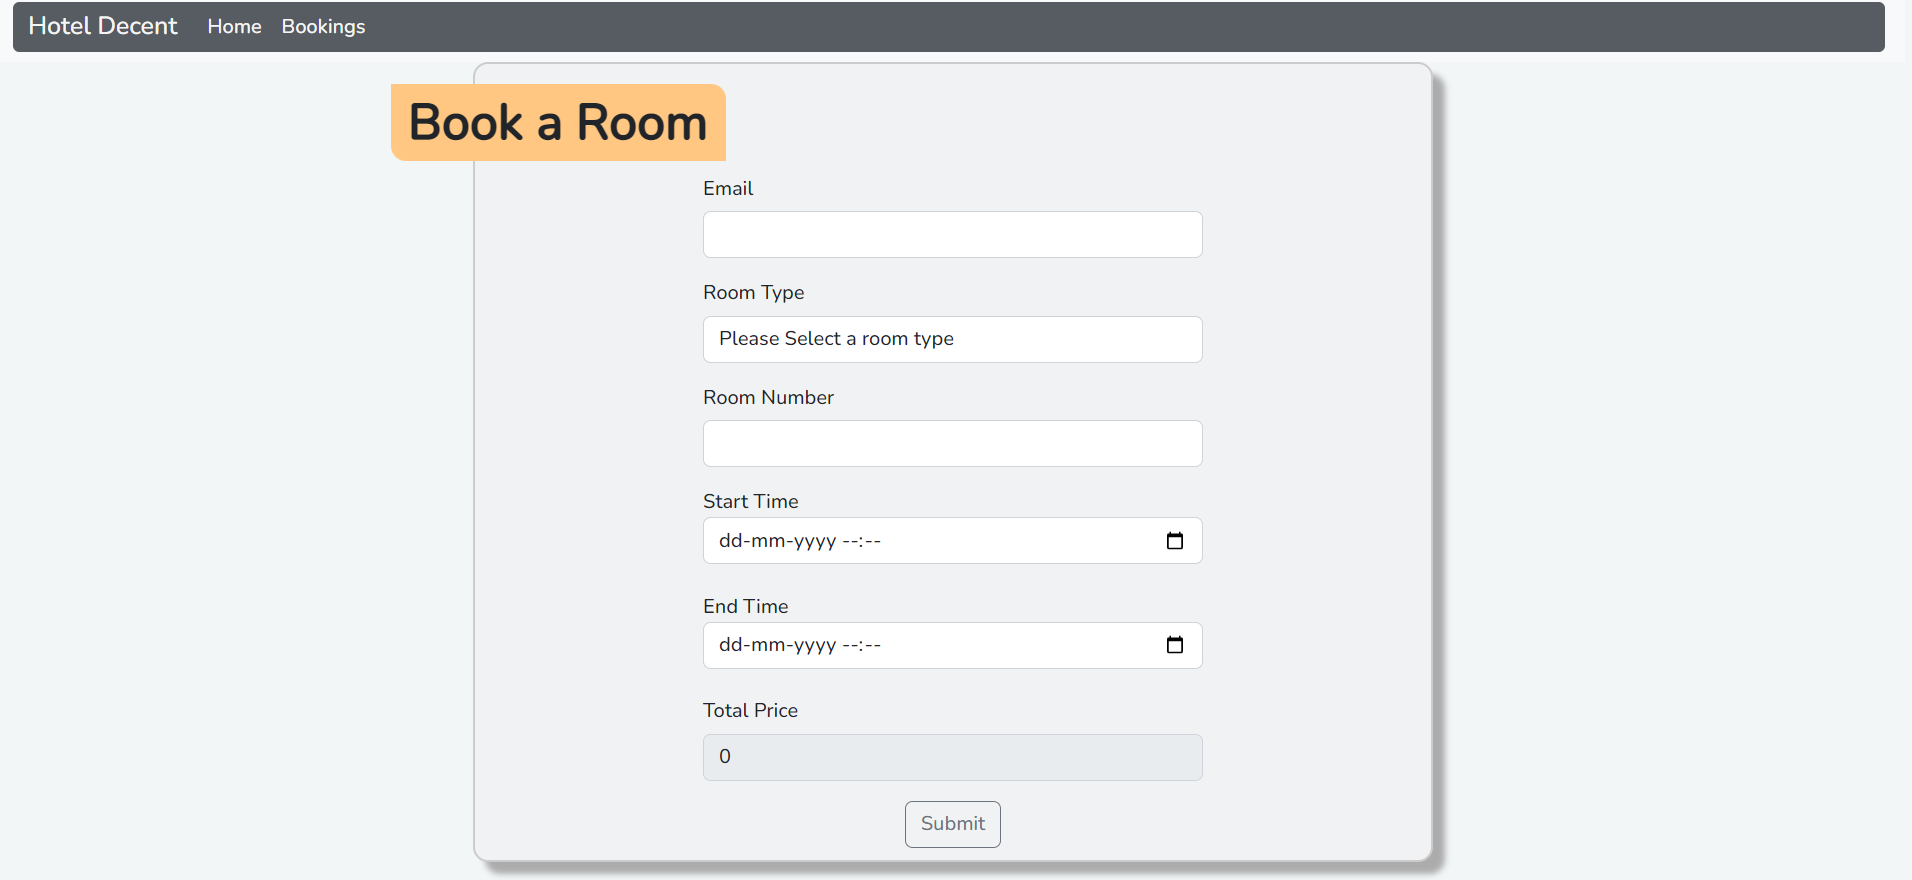 Hotel Decent Home Bookings
Book a Room
Email
Room Type
Please Select a room type
Room Number
Start Time
dd-mm-yyyy --:--
End Time
dd-mm-yyyy --:--
Total Price
0
Submit